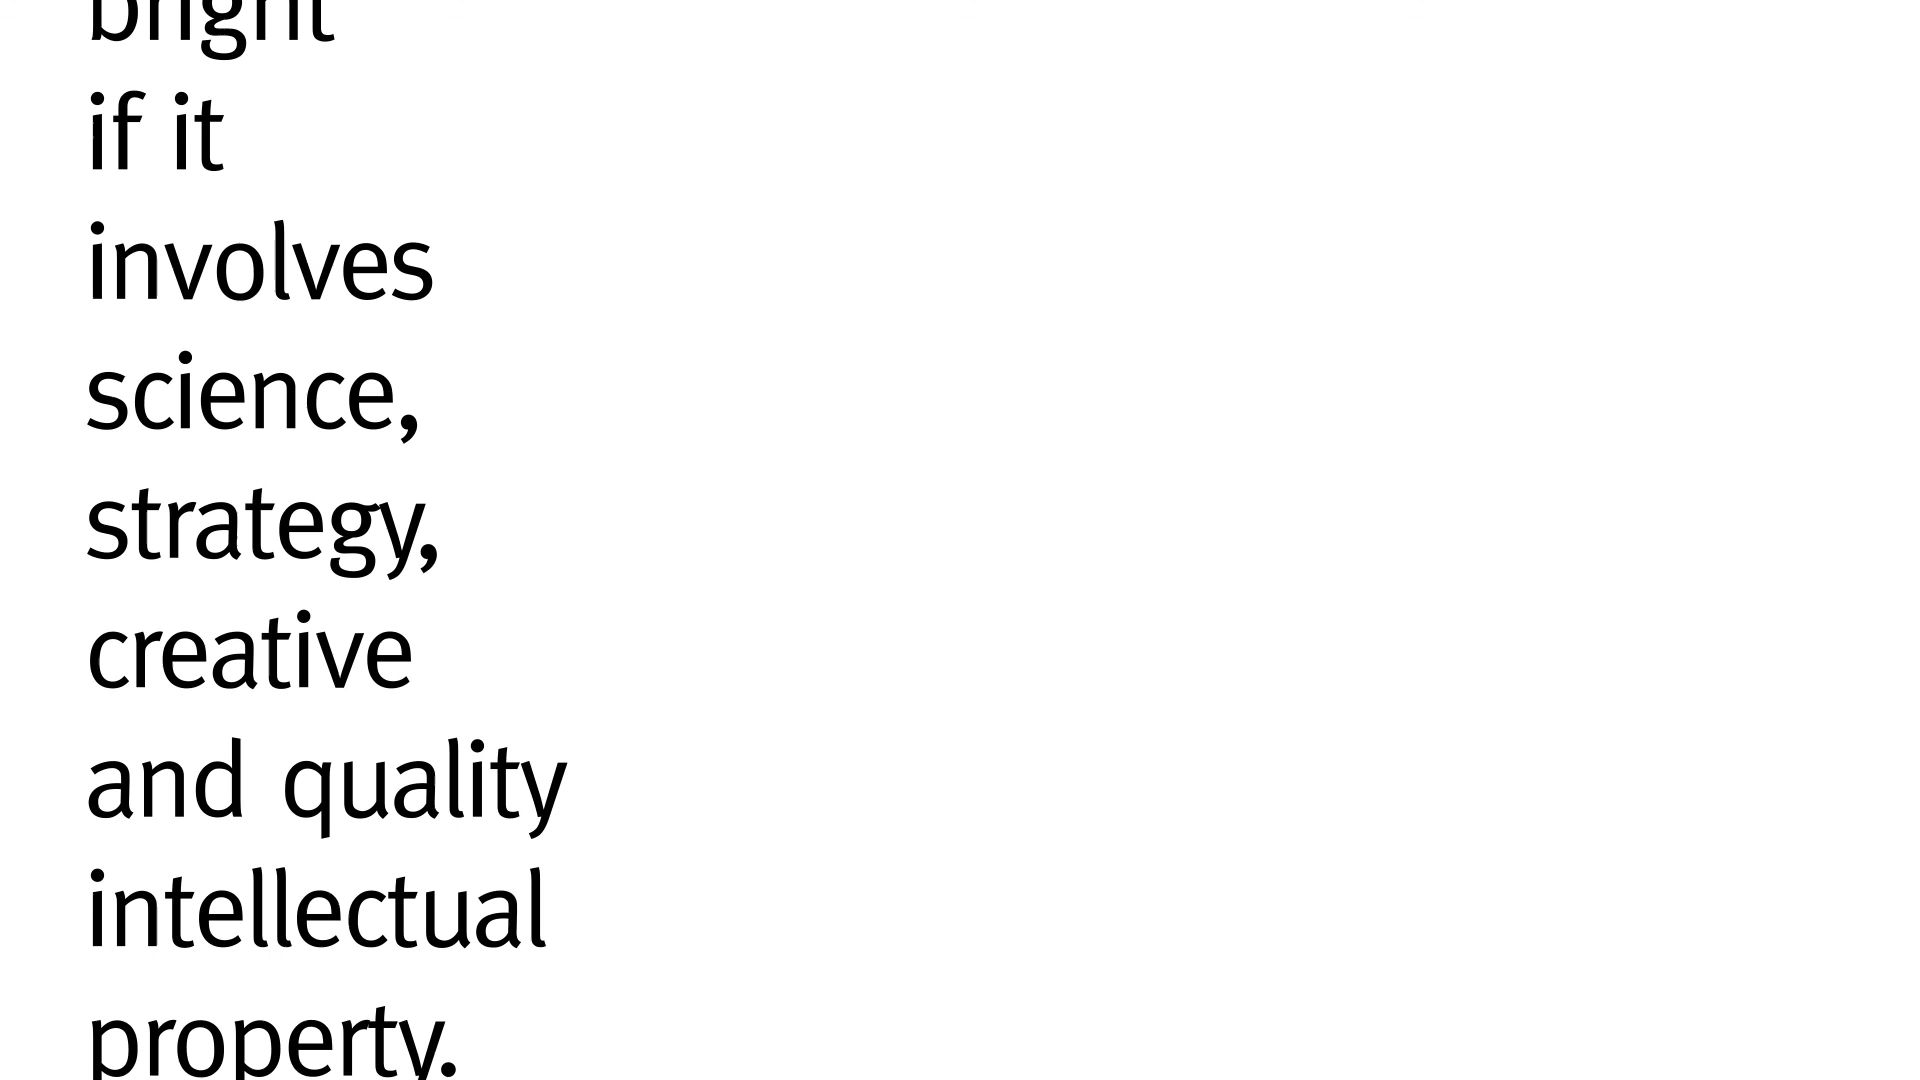 bright
if it
involves
science,
strategy,
creative
and quality
intellectual
property.